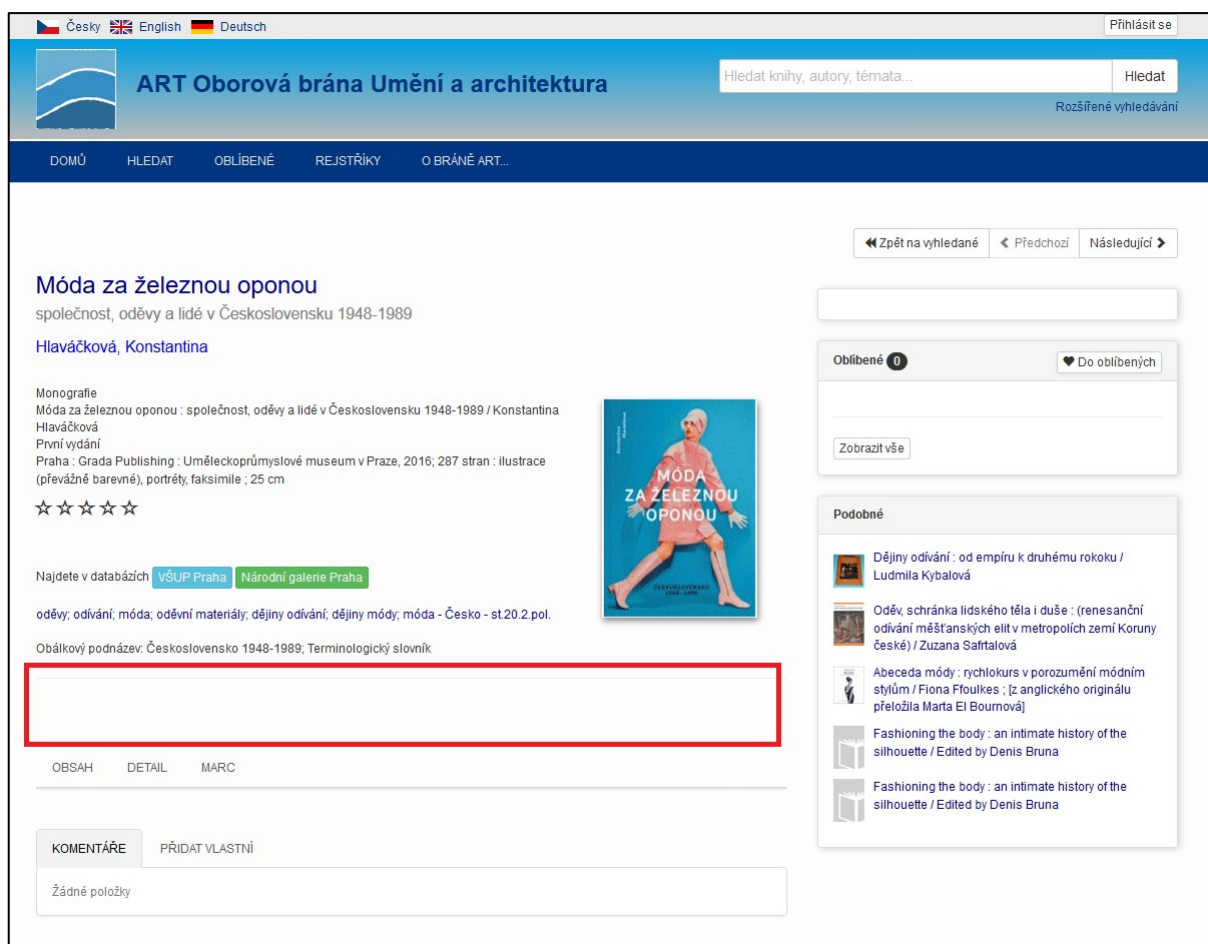 Česky English Deutsch
Přihlásit se
ART Oborová brána Umění a architektura
Hledat knihy, autory, témata...
Hledat
Rozšířené vyhledávání
DOMŮ HLEDAT OBLÍBENÉ REJSTŘÍKY O BRÁNĚ ART...
Zpět na vyhledané Předchozí Následující
Móda za železnou oponou
společnost, oděvy a lidé v Československu 1948-1989
Hlaváčková, Konstantina
Monografie
Móda za železnou oponou : společnost, oděvy a lidé v Československu 1948-1989 / Konstantina
Hlaváčková
První vydání
Praha : Grada Publishing : Uměleckoprůmyslové museum v Praze, 2016; 287 stran : ilustrace
(převážně barevné), portréty, faksimile ; 25 cm
MÓDA
ZA ŽELEZNOU
OPONOU
ČESKOSLOVENSKO
1948–1989
Najdete v databázích VŠUP Praha Národní galerie Praha
oděvy; odívání; móda; oděvní materiály; dějiny odívání; dějiny módy; móda - Česko - st.20.2.pol.
Obálkový podnázev: Československo 1948-1989; Terminologický slovník
OBSAH DETAIL MARC
KOMENTÁŘE PŘIDAT VLASTNÍ
Žádné položky
Oblíbené 0 Do oblíbených
Zobrazit vše
Podobné
Dějiny odívání : od empíru k druhému rokoku /
Ludmila Kybalová
Oděv, schránka lidského těla i duše : (renesanční
odívání měšťanských elit v metropolích zemí Koruny
české) / Zuzana Safrtalová
Abeceda módy : rychlokurs v porozumění módním
stylům / Fiona Ffoulkes ; [z anglického originálu
přeložila Marta El Bournová]
Fashioning the body : an intimate history of the
silhouette / Edited by Denis Bruna
Fashioning the body : an intimate history of the
silhouette / Edited by Denis Bruna